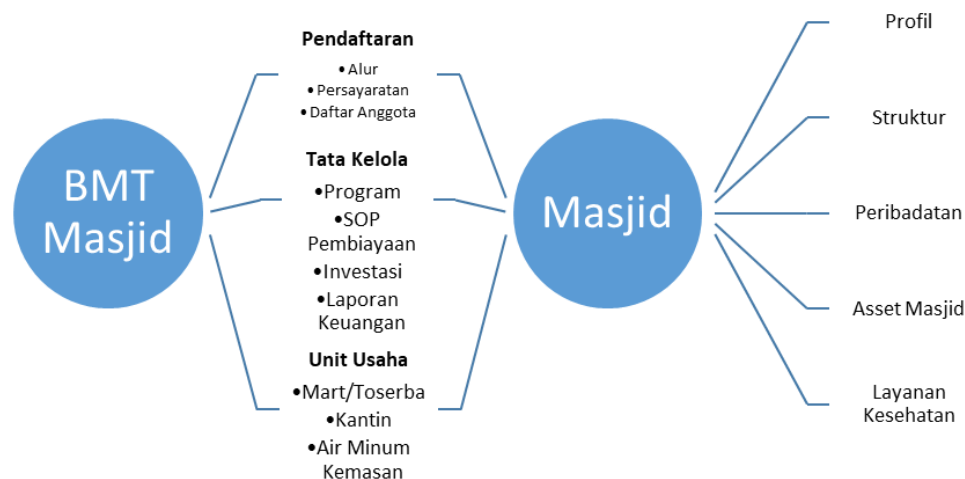 BMT
Masjid
Pendaftaran
•Alur
•Persayaratan
•Daftar Anggota
Tata Kelola
•Program
•SOP
Pembiayaan
•Investasi
•Laporan
Keuangan
Unit Usaha
•Mart/Toserba
•Kantin
•Air Minum
Kemasan
Masjid
Profil
Struktur
Peribadatan
Asset Masjid
Layanan
Kesehatan